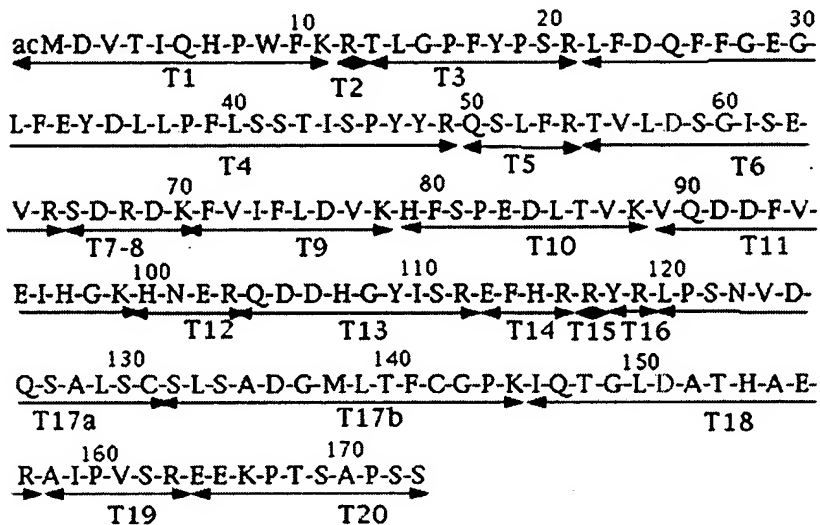 10 20 30
acM-D-V-T-I-Q-H-P-W-F-K-R-T-L-G-P-F-Y-P-S-R-L-F-D-Q-F-F-G-E-G-
T1 T2 T3
40 50 60
L-F-E-Y-D-L-L-P-F-L-S-S-T-I-S-P-Y-Y-R-Q-S-L-F-R-T-V-L-D-S-G-I-S-E-
T4 T5 T6
70 80 90
V-R-S-D-R-D-K-F-V-I-F-L-D-V-K-H-F-S-P-E-D-L-T-V-K-V-Q-D-D-F-V-
T7-8 T9 T10 T11
100 110 120
E-I-H-G-K-H-N-E-R-Q-D-D-H-G-Y-I-S-R-E-F-H-R-R-Y-R-L-P-S-N-V-D-
T12 T13 T14 T15 T16
130 140 150
Q-S-A-L-S-C-S-L-S-A-D-G-M-L-T-F-C-G-P-K-I-Q-T-G-L-D-A-T-H-A-E-
T17a T17b T18
160 170
R-A-I-P-V-S-R-E-E-K-P-T-S-A-P-S-S
T19 T20